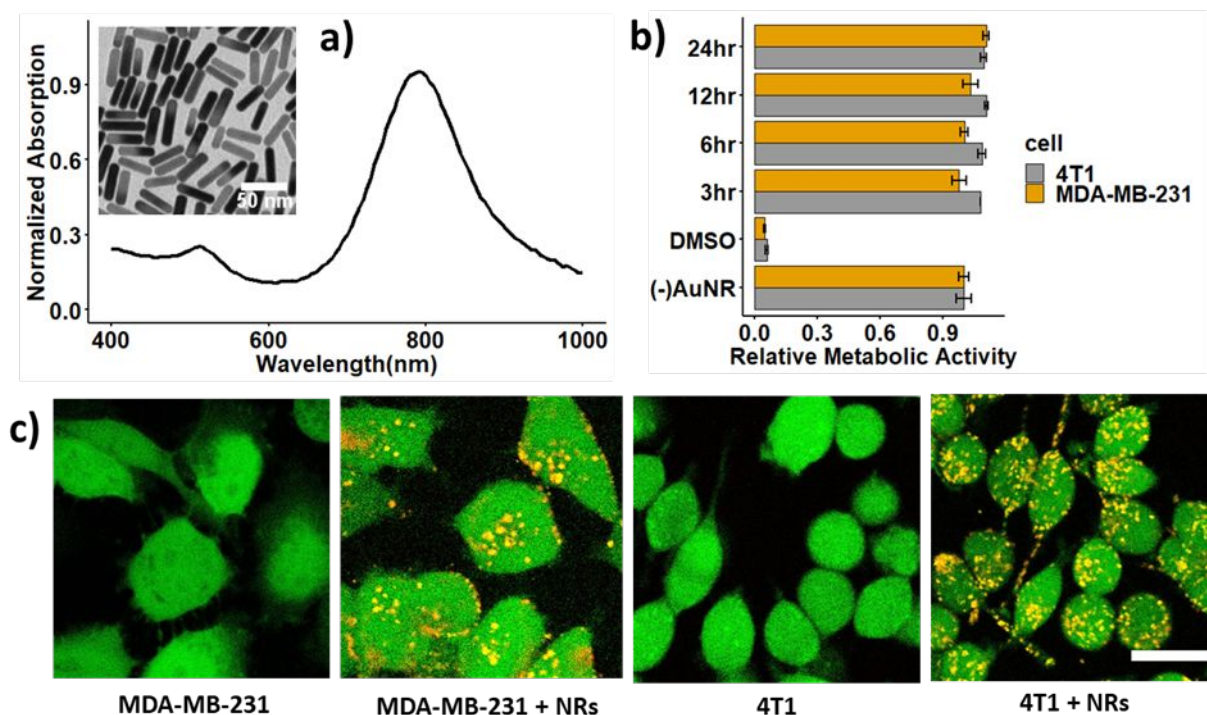 a)
Normalized Absorption
0.9
0.6
0.3
0.0
50 nm
400
600
800
1000
Wavelength(nm)
b)
24hr
12hr
6hr
3hr
DMSO
(-)AuNR
0.0
0.3
0.6
0.9
Relative Metabolic Activity
cell
4T1
MDA-MB-231
c)
MDA-MB-231
MDA-MB-231 + NRs
4T1
4T1 + NRs